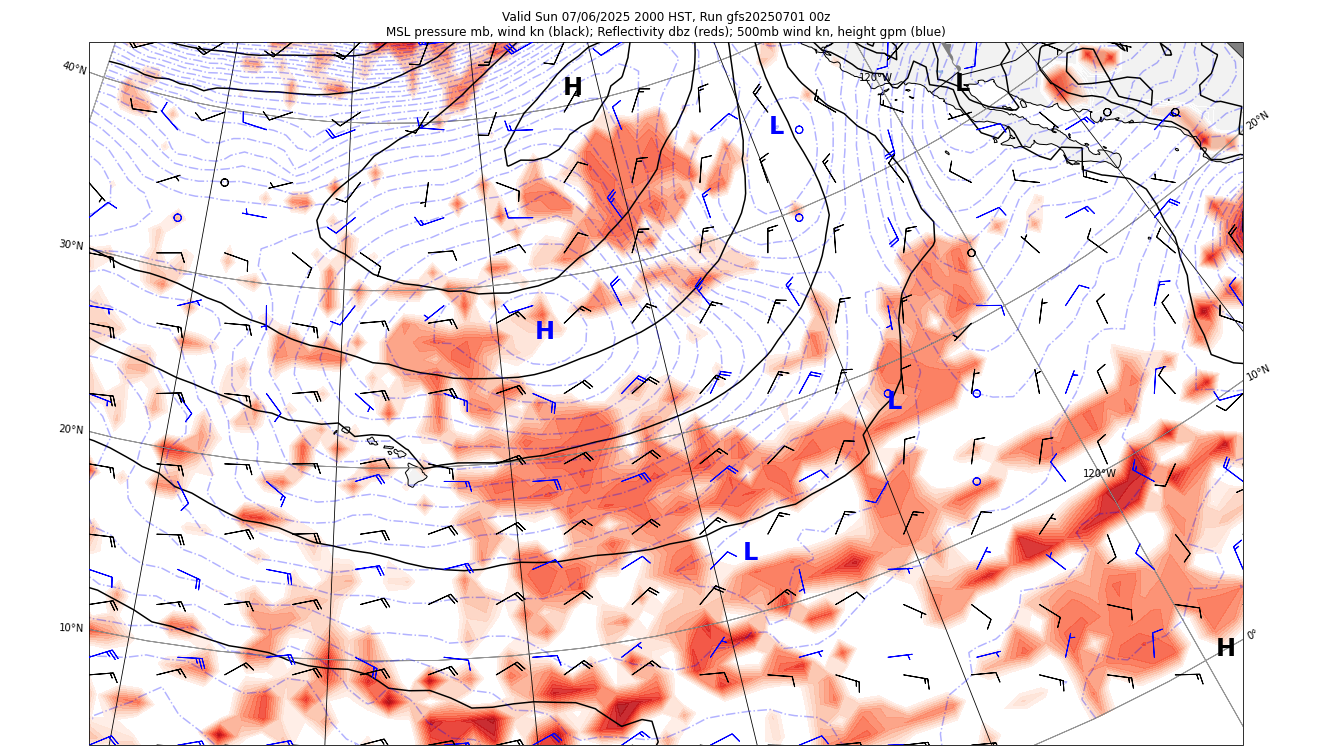 Valid Sun 07/06/2025 2000 HST, Run gfs20250701 00z
MSL pressure mb, wind kn (black); Reflectivity dbz (reds); 500mb wind kn, height gpm (blue)
40°N
120°W
L
H
L
20°N
30°N
H
10°N
L
20°N
120°W
L
10°N
0°
H